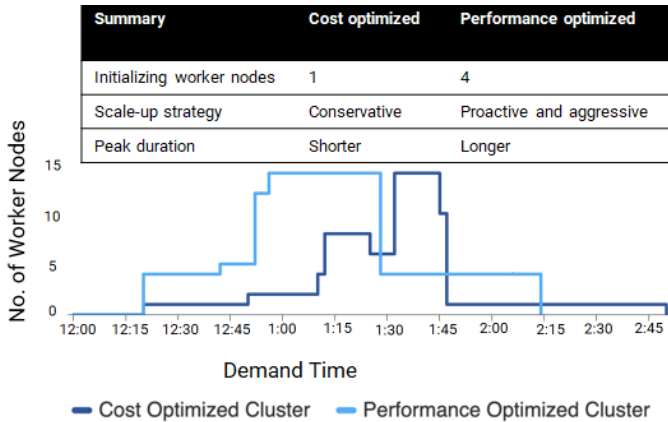 Summary Cost optimized Performance optimized
Initializing worker nodes 1 4
Scale-up strategy Conservative Proactive and aggressive
Peak duration Shorter Longer
No. of Worker Nodes
15
10
5
0
12:00 12:15 12:30 12:45 1:00 1:15 1:30 1:45 2:00 2:15 2:30 2:45
Demand Time
Cost Optimized Cluster Performance Optimized Cluster